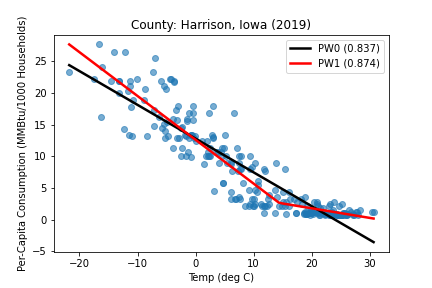 County: Harrison, Iowa (2019)
Per-Capita Consumption (MMBtu/1000 Households)
25
20
15
10
5
0
−5
PW0 (0.837)
PW1 (0.874)
−20 −10 0 10 20 30
Temp (deg C)